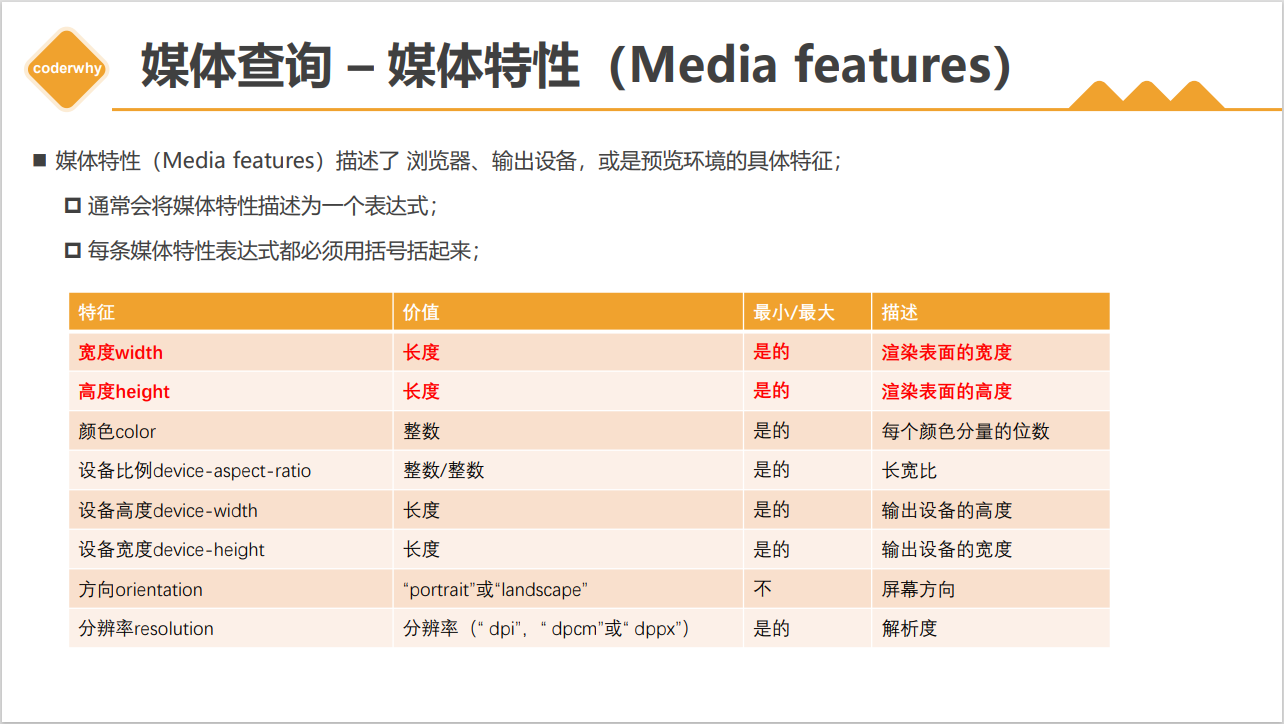 coderwhy
媒体查询 – 媒体特性（Media features）
媒体特性（Media features）描述了 浏览器、输出设备，或是预览环境的具体特征；
通常会将媒体特性描述为一个表达式；
每条媒体特性表达式都必须用括号括起来；
特征 价值 最小/最大 描述
宽度width 长度 是的 渲染表面的宽度
高度height 长度 是的 渲染表面的高度
颜色color 整数 是的 每个颜色分量的位数
设备比例device-aspect-ratio 整数/整数 是的 长宽比
设备高度device-width 长度 是的 输出设备的高度
设备宽度device-height 长度 是的 输出设备的宽度
方向orientation “portrait”或“landscape” 不 屏幕方向
分辨率resolution 分辨率（“ dpi”，“ dpcm”或“ dppx”） 是的 解析度